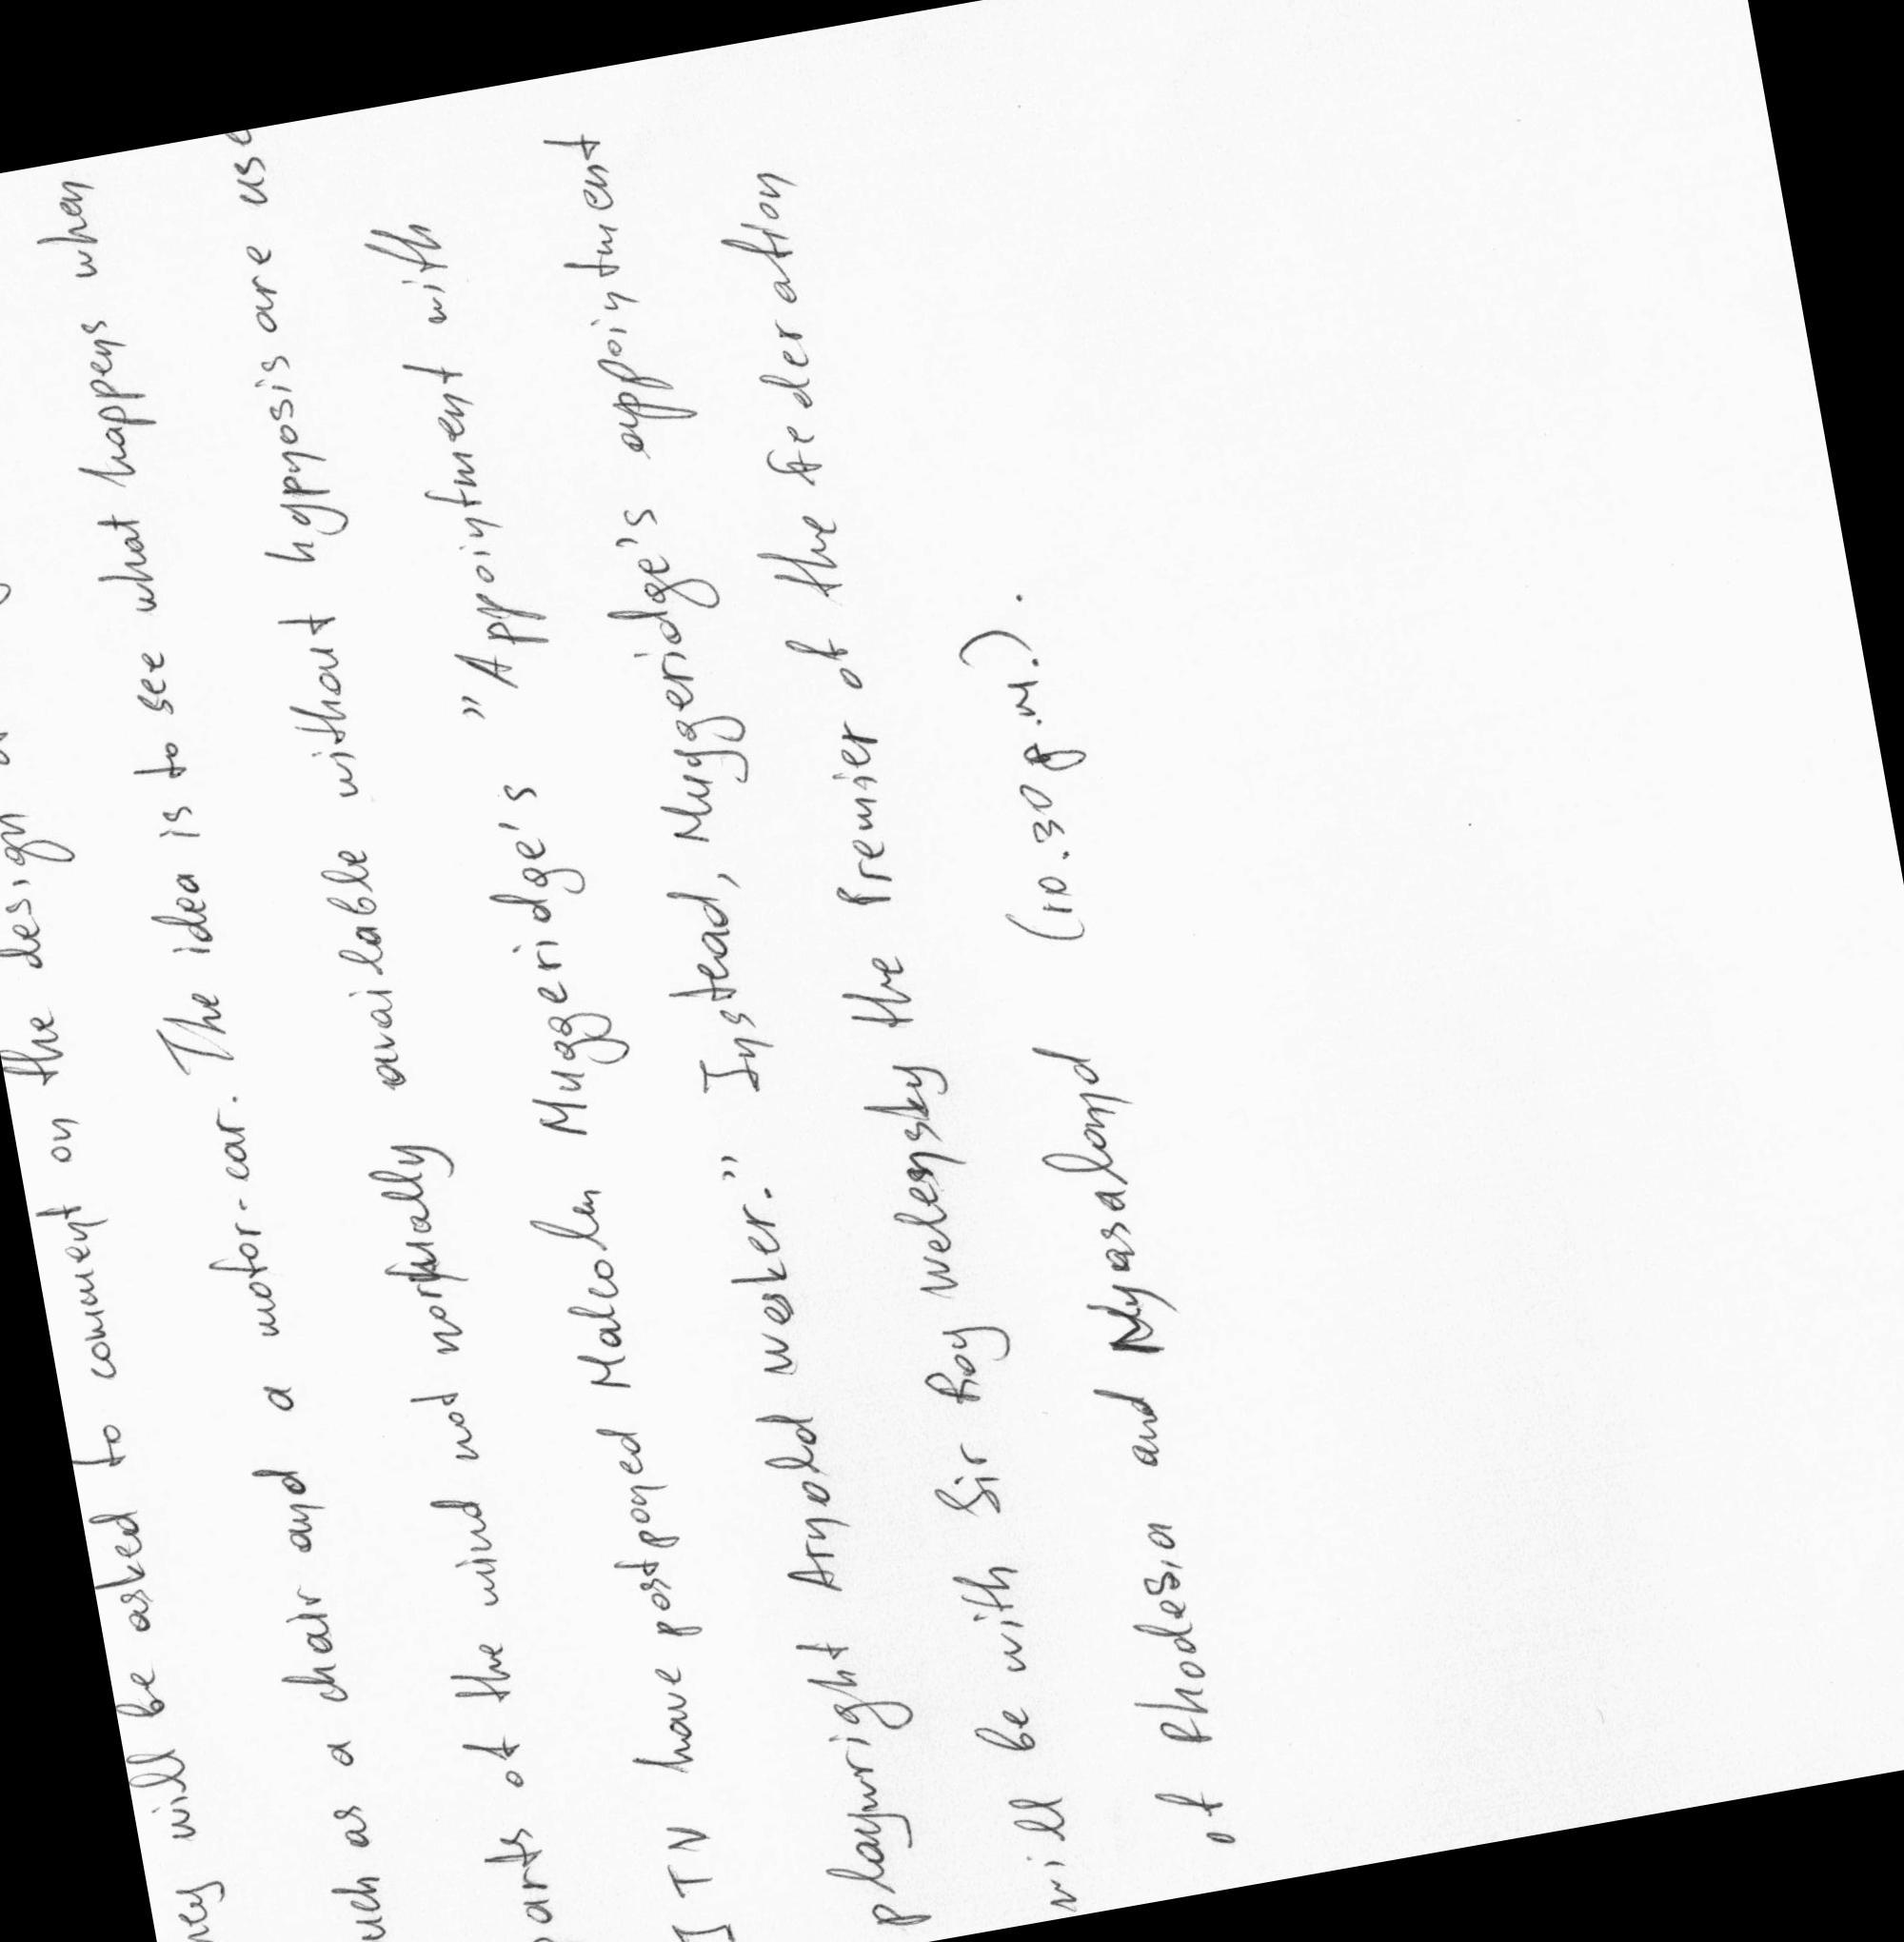 will be asked to comment on the design
uch as a chair and a motor-car. The idea is to see what happens when
parts of the mind not normally available without hypnosis are use
ITN have postponed Malcolm Muggeridge's "Appointment with
playwright Arnold Wesker." Instead, Muggeridge's appointment
will be with Sir Roy Welensky the Premier of the Federation
of Rhodesia and Nyasaland (10.30 p.m.).